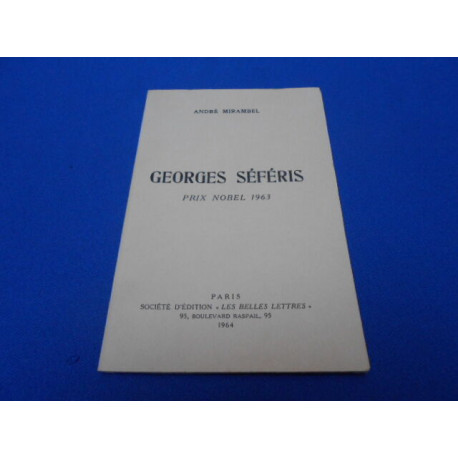 ANDRÉ MIRAMBEL
GEORGES SÉFÉRIS
PRIX NOBEL 1963
PARIS
SOCIÉTÉ D'ÉDITION « LES BELLES LETTRES »
95, BOULEVARD RASPAIL, 95
1964